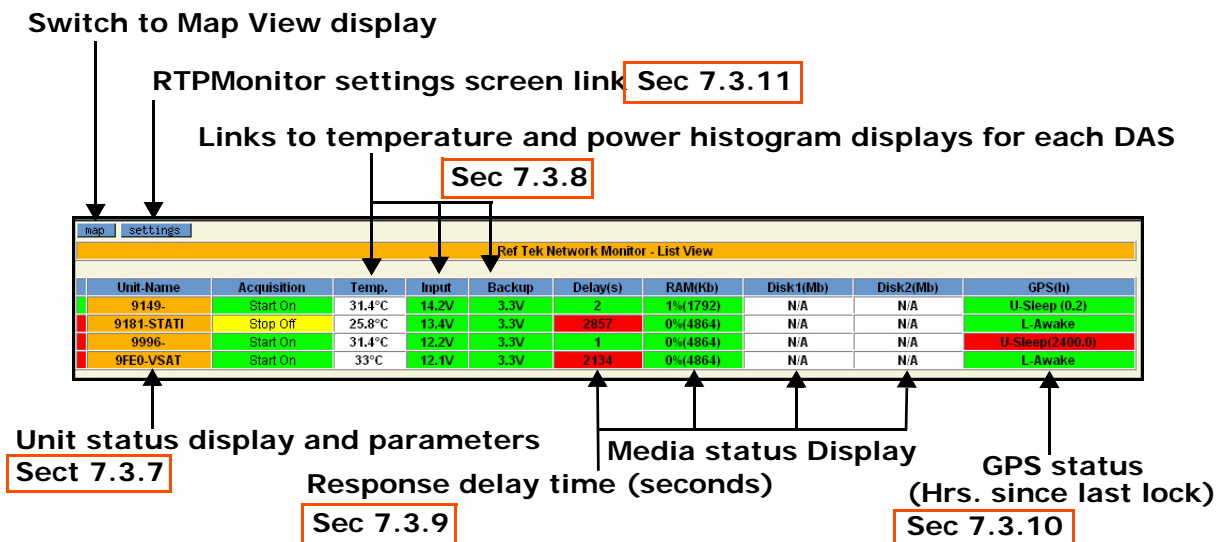 Switch to Map View display
RTPMonitor settings screen link Sec 7.3.11
Links to temperature and power histogram displays for each DAS
Sec 7.3.8
map settings
Ref Tek Network Monitor - List View
Unit-Name Acquisition Temp. Input Backup Delay(s) RAM(Kb) Disk1(Mb) Disk2(Mb) GPS(h)
9149- Start On 31.4°C 14.2V 3.3V 2 1%(1792) N/A N/A U-Sleep (0.2)
9181-STATI Stop Off 25.8°C 13.4V 3.3V 2857 0%(4864) N/A N/A L-Awake
9996- Start On 31.4°C 12.2V 3.3V 1 0%(4864) N/A N/A U-Sleep(2400.0)
9FE0-VSAT Start On 33°C 12.1V 3.3V 2134 0%(4864) N/A N/A L-Awake
Unit status display and parameters
Sect 7.3.7
Media status Display
Response delay time (seconds)
Sec 7.3.9
GPS status
(Hrs. since last lock)
Sec 7.3.10